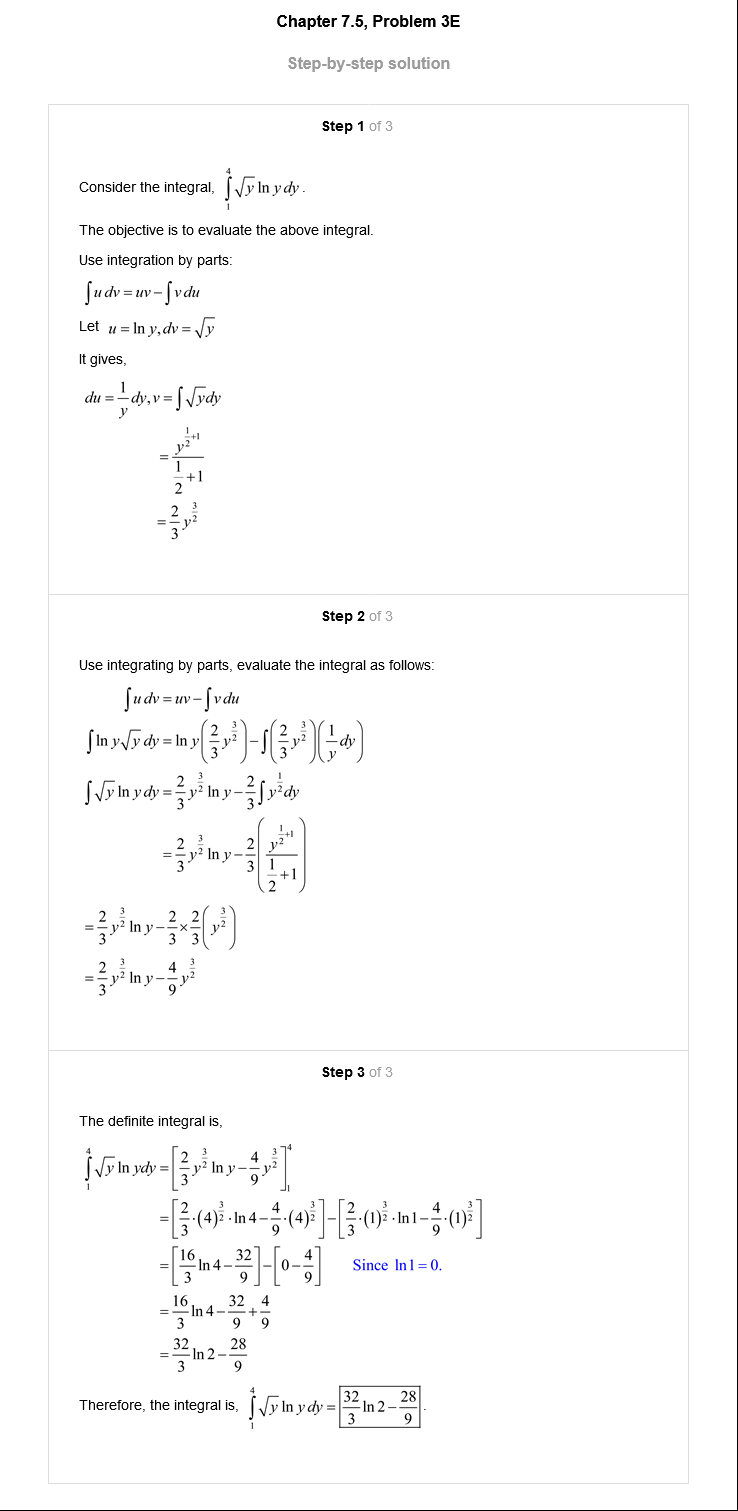 Chapter 7.5, Problem 3E
Step-by-step solution
Step 1 of 3
Consider the integral, $\int_{1}^{4} \sqrt{y} \ln y \, dy$.
The objective is to evaluate the above integral.
Use integration by parts:
$\int u \, dv = uv - \int v \, du$
Let $u = \ln y, dv = \sqrt{y}$
It gives,
$du = \frac{1}{y} dy, v = \int \sqrt{y} dy$
$= \frac{y^{\frac{1}{2}+1}}{\frac{1}{2}+1}$
$= \frac{2}{3} y^{\frac{3}{2}}$
Step 2 of 3
Use integrating by parts, evaluate the integral as follows:
$\int u \, dv = uv - \int v \, du$
$\int \ln y \sqrt{y} \, dy = \ln y \left( \frac{2}{3} y^{\frac{3}{2}} \right) - \int \left( \frac{2}{3} y^{\frac{3}{2}} \right) \left( \frac{1}{y} dy \right)$
$\int \sqrt{y} \ln y \, dy = \frac{2}{3} y^{\frac{3}{2}} \ln y - \frac{2}{3} \int y^{\frac{1}{2}} dy$
$= \frac{2}{3} y^{\frac{3}{2}} \ln y - \frac{2}{3} \left( \frac{y^{\frac{1}{2}+1}}{\frac{1}{2}+1} \right)$
$= \frac{2}{3} y^{\frac{3}{2}} \ln y - \frac{2}{3} \times \frac{2}{3} \left( y^{\frac{3}{2}} \right)$
$= \frac{2}{3} y^{\frac{3}{2}} \ln y - \frac{4}{9} y^{\frac{3}{2}}$
Step 3 of 3
The definite integral is,
$\int_{1}^{4} \sqrt{y} \ln y dy = \left[ \frac{2}{3} y^{\frac{3}{2}} \ln y - \frac{4}{9} y^{\frac{3}{2}} \right]_{1}^{4}$
$= \left[ \frac{2}{3} \cdot (4)^{\frac{3}{2}} \cdot \ln 4 - \frac{4}{9} \cdot (4)^{\frac{3}{2}} \right] - \left[ \frac{2}{3} \cdot (1)^{\frac{3}{2}} \cdot \ln 1 - \frac{4}{9} \cdot (1)^{\frac{3}{2}} \right]$
$= \left[ \frac{16}{3} \ln 4 - \frac{32}{9} \right] - \left[ 0 - \frac{4}{9} \right]$ Since $\ln 1 = 0$.
$= \frac{16}{3} \ln 4 - \frac{32}{9} + \frac{4}{9}$
$= \frac{32}{3} \ln 2 - \frac{28}{9}$
Therefore, the integral is, $\int_{1}^{4} \sqrt{y} \ln y \, dy = \boxed{\frac{32}{3} \ln 2 - \frac{28}{9}}$.